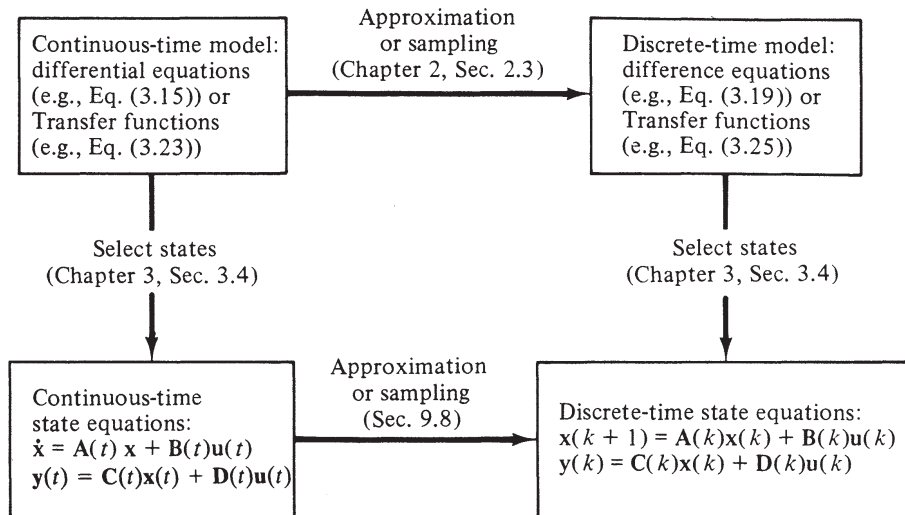 Continuous-time model:
differential equations
(e.g., Eq. (3.15)) or
Transfer functions
(e.g., Eq. (3.23))
Approximation
or sampling
(Chapter 2, Sec. 2.3)
Discrete-time model:
difference equations
(e.g., Eq. (3.19)) or
Transfer functions
(e.g., Eq. (3.25))
Select states
(Chapter 3, Sec. 3.4)
Select states
(Chapter 3, Sec. 3.4)
Continuous-time
state equations:
ẋ = A(t) x + B(t)u(t)
y(t) = C(t)x(t) + D(t)u(t)
Approximation
or sampling
(Sec. 9.8)
Discrete-time state equations:
x(k + 1) = A(k)x(k) + B(k)u(k)
y(k) = C(k)x(k) + D(k)u(k)